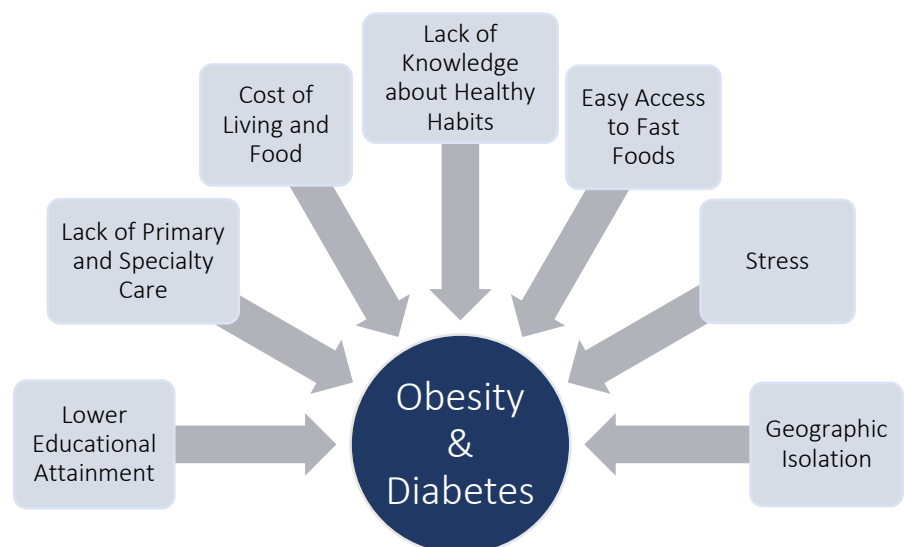 Lack of
Knowledge
about Healthy
Habits
Cost of
Living and
Food
Easy Access
to Fast
Foods
Lack of Primary
and Specialty
Care
Stress
Lower
Educational
Attainment
Geographic
Isolation
Obesity
&
Diabetes